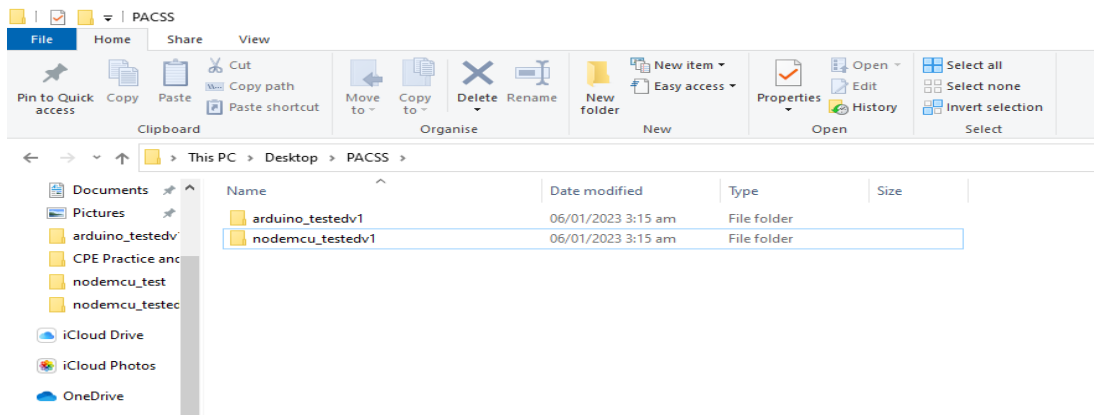 PACSS
File Home Share View
Pin to Quick access
Copy
Paste
Cut
Copy path
Paste shortcut
Clipboard
Move to
Copy to
Delete
Rename
Organise
New folder
New item
Easy access
New
Properties
Open
Edit
History
Open
Select all
Select none
Invert selection
Select
This PC > Desktop > PACSS >
Name Date modified Type Size
arduino_testedv1 06/01/2023 3:15 am File folder
nodemcu_testedv1 06/01/2023 3:15 am File folder
Documents
Pictures
arduino_testedv
CPE Practice and
nodemcu_test
nodemcu_tested
iCloud Drive
iCloud Photos
OneDrive